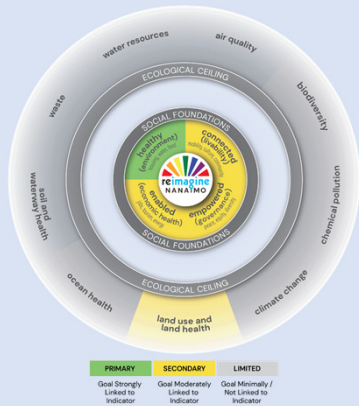 water resources
air quality
waste
biodiversity
ECOLOGICAL CEILING
SOCIAL FOUNDATIONS
healthy
(environment)
connected
(livability)
reimagine
NANAIMO
enabled
(economic health)
empowered
(governance)
SOCIAL FOUNDATIONS
ECOLOGICAL CEILING
soil and
waterway health
chemical pollution
ocean health
climate change
land use and
land health
PRIMARY
SECONDARY
LIMITED
Goal Strongly
Linked to
Indicator
Goal Moderately
Linked to
Indicator
Goal Minimally /
Not Linked to
Indicator